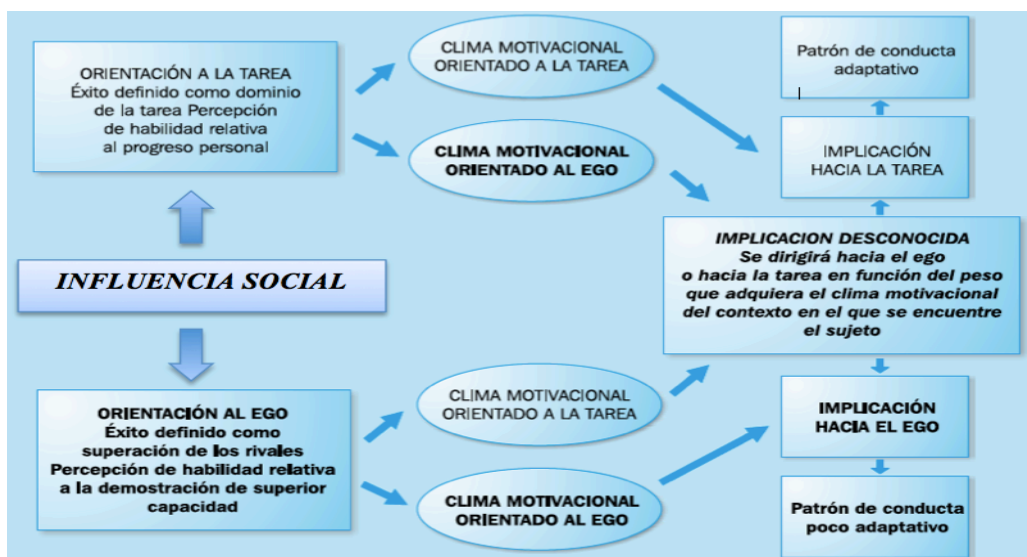 ORIENTACIÓN A LA TAREA
Éxito definido como dominio
de la tarea Percepción
de habilidad relativa
al progreso personal
CLIMA MOTIVACIONAL
ORIENTADO A LA TAREA
CLIMA MOTIVACIONAL
ORIENTADO AL EGO
Patrón de conducta
adaptativo
IMPLICACIÓN
HACIA LA TAREA
INFLUENCIA SOCIAL
IMPLICACION DESCONOCIDA
Se dirigirá hacia el ego
o hacia la tarea en función del peso
que adquiera el clima motivacional
del contexto en el que se encuentre
el sujeto
ORIENTACIÓN AL EGO
Éxito definido como
superación de los rivales
Percepción de habilidad relativa
a la demostración de superior
capacidad
CLIMA MOTIVACIONAL
ORIENTADO A LA TAREA
CLIMA MOTIVACIONAL
ORIENTADO AL EGO
IMPLICACIÓN
HACIA EL EGO
Patrón de conducta
poco adaptativo